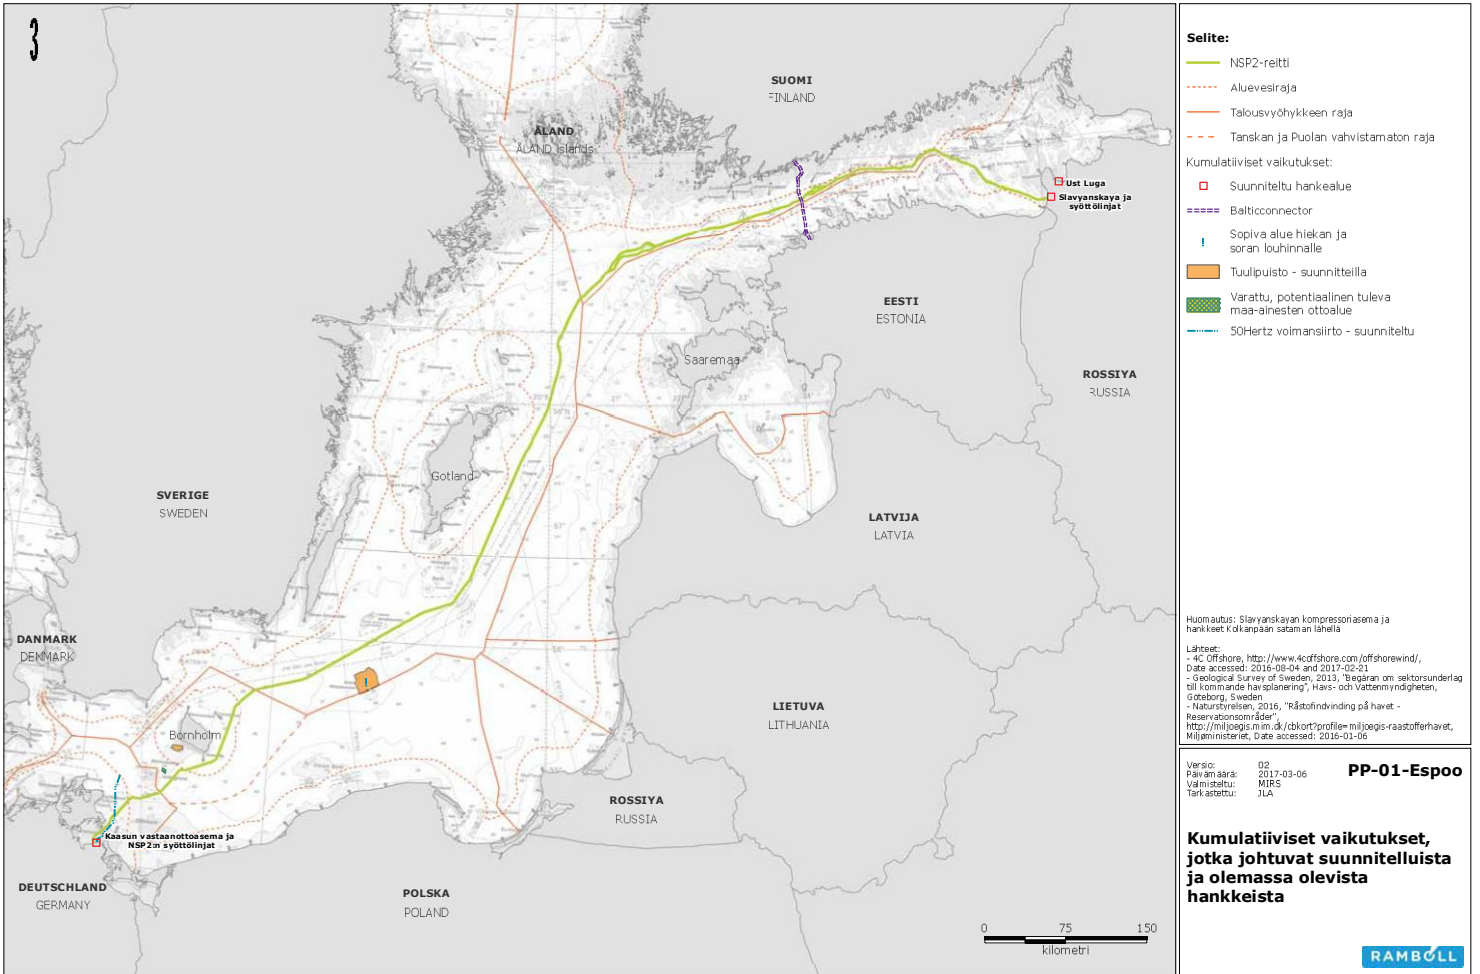 3
SUOMI
FINLAND
ÅLAND
ÅLAND islands
Ust Luga
Slavyanskaya ja
syöttölinjat
EESTI
ESTONIA
Saaremaa
ROSSIYA
RUSSIA
Gotland
SVERIGE
SWEDEN
LATVIJA
LATVIA
DANMARK
DENMARK
LIETUVA
LITHUANIA
Bornholm
ROSSIYA
RUSSIA
Kaasun vastaanottoasema ja
NSP2:n syöttölinjat
DEUTSCHLAND
GERMANY
POLSKA
POLAND
0 75 150
kilometri
Selite:
NSP2-reitti
Aluevesiraja
Talousvyöhykkeen raja
Tanskan ja Puolan vahvistamaton raja
Kumulatiiviset vaikutukset:
Suunniteltu hankealue
Balticconnector
Sopiva alue hiekan ja
soran louhinnalle
Tuulipuisto - suunnitteilla
Varattu, potentiaalinen tuleva
maa-ainesten ottoalue
50Hertz voimansiirto - suunniteltu
Huomautus: Slavyanskayan kompressoriasema ja
hankkeet Kolkanpään sataman lähellä
Lähteet:
- 4C Offshore, http://www.4coffshore.com/offshorewind/,
Date accessed: 2016-08-04 and 2017-02-21
- Geological Survey of Sweden, 2013, "Begäran om sektorsunderlag
till kommande havsplanering", Havs- och Vattenmyndigheten,
Göteborg, Sweden
- Naturstyrelsen, 2016, "Råstofindvinding på havet -
Reservationsområder",
http://miljoegis.mim.dk/cbkort?profile=miljoegis-raastofferhavet,
Miljøministeriet, Date accessed: 2016-01-06
Versio: 02
Päivämäärä: 2017-03-06
Valmisteltu: MIRS
Tarkastettu: JLA
PP-01-Espoo
Kumulatiiviset vaikutukset,
jotka johtuvat suunnitelluista
ja olemassa olevista
hankkeista
RAMBOLL